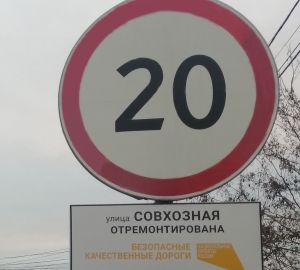 20
улица СОВХОЗНАЯ
ОТРЕМОНТИРОВАНА
БЕЗОПАСНЫЕ
КАЧЕСТВЕННЫЕ ДОРОГИ